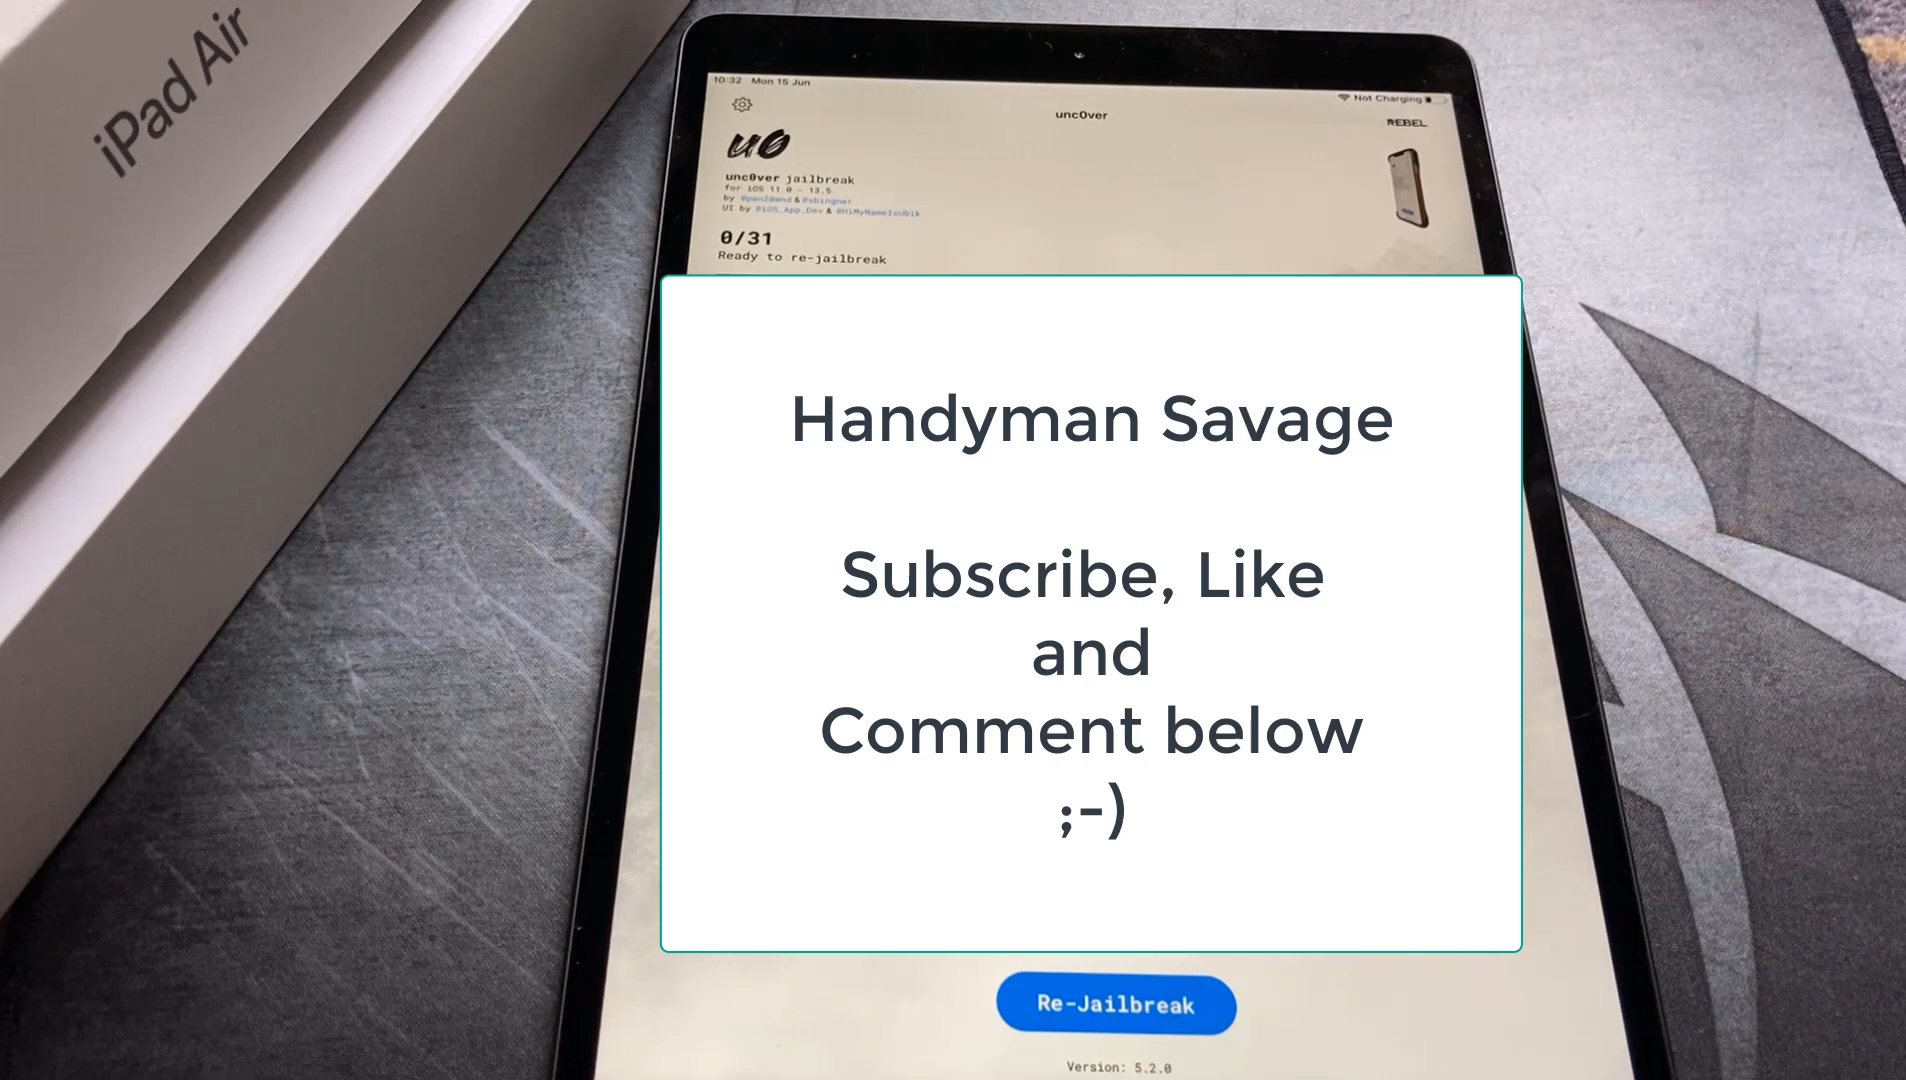 iPad Air
10:32 Mon 15 Jun
Not Charging
unc0ver
REBEL
u0
unc0ver jailbreak
for iOS 11.0 - 13.5
by @pwn20wnd & @sbingner
UI by @iOS_App_Dev & @HiMyNameIsUbik
0/31
Ready to re-jailbreak
Handyman Savage
Subscribe, Like
and
Comment below
;-)
Re-Jailbreak
Version: 5.2.0